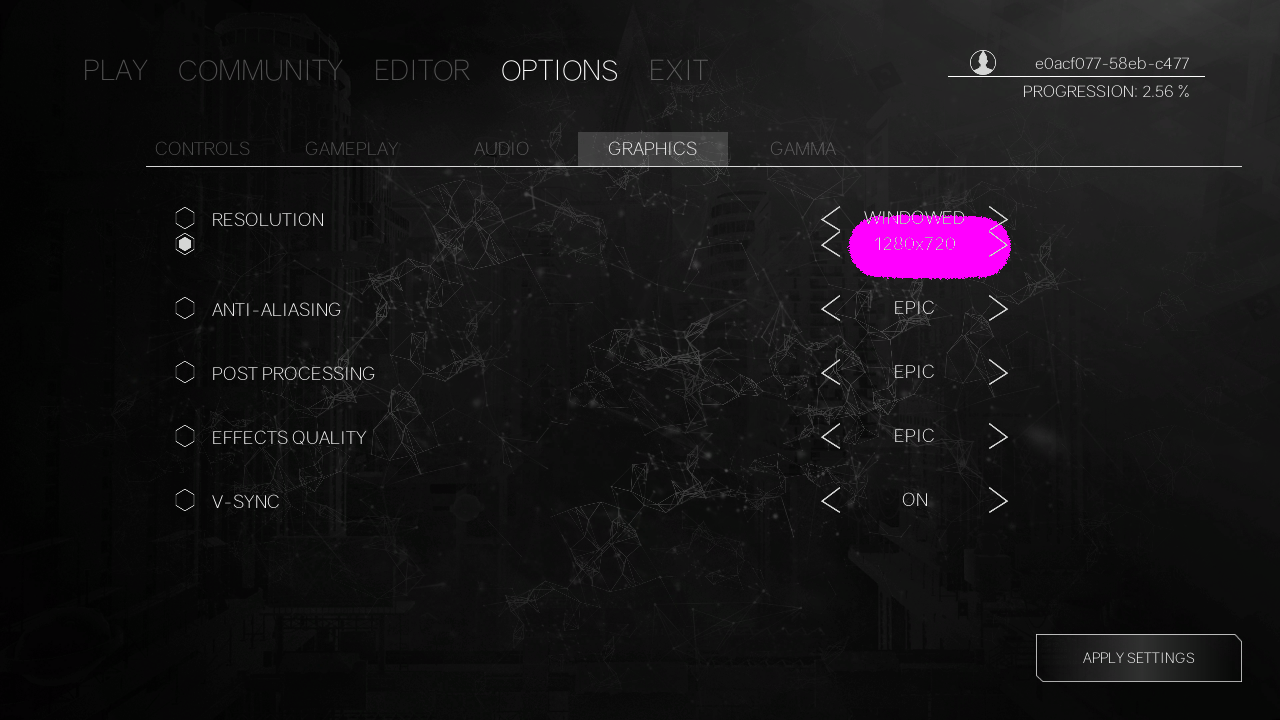 PLAY COMMUNITY EDITOR OPTIONS EXIT
e0acf077-58eb-c477
PROGRESSION: 2.56 %
CONTROLS GAMEPLAY AUDIO GRAPHICS GAMMA
RESOLUTION WINDOWED
1280x720
ANTI-ALIASING EPIC
POST PROCESSING EPIC
EFFECTS QUALITY EPIC
V-SYNC ON
APPLY SETTINGS